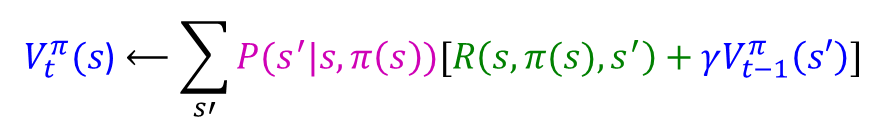 V_t^π(s) ← ∑_{s′} P(s′|s, π(s))[R(s, π(s), s′) + γV_{t−1}^π(s′)]